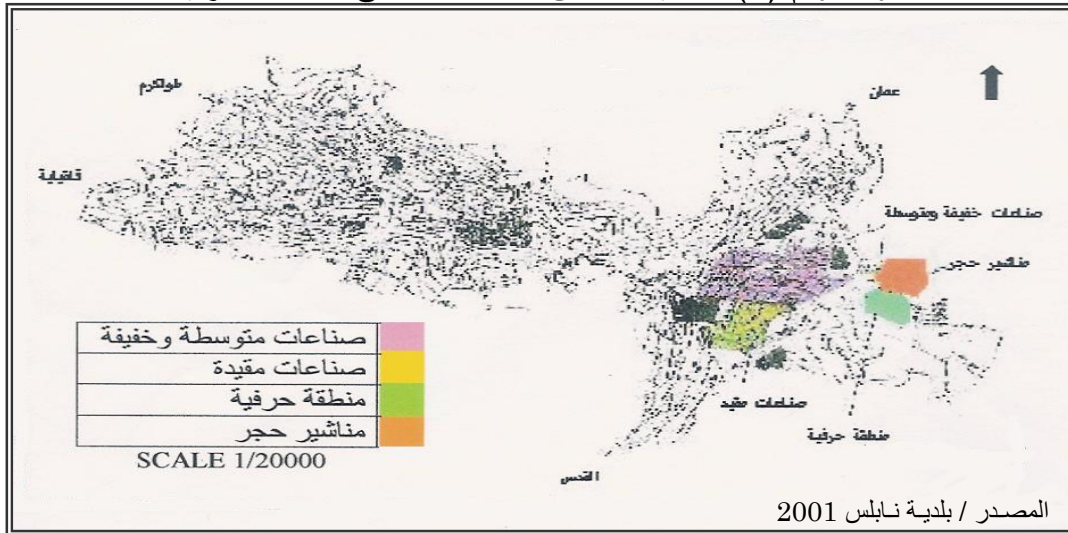 طولكرم
عمان
قلقيلية
صناعات خفيفة ومتوسطة
مناشير حجر
صناعات متوسطة وخفيفة
صناعات مقيدة
منطقة حرفية
مناشير حجر
SCALE 1/20000
صناعات مقيد
منطقة حرفية
القدس
المصدر / بلدية نابلس 2001